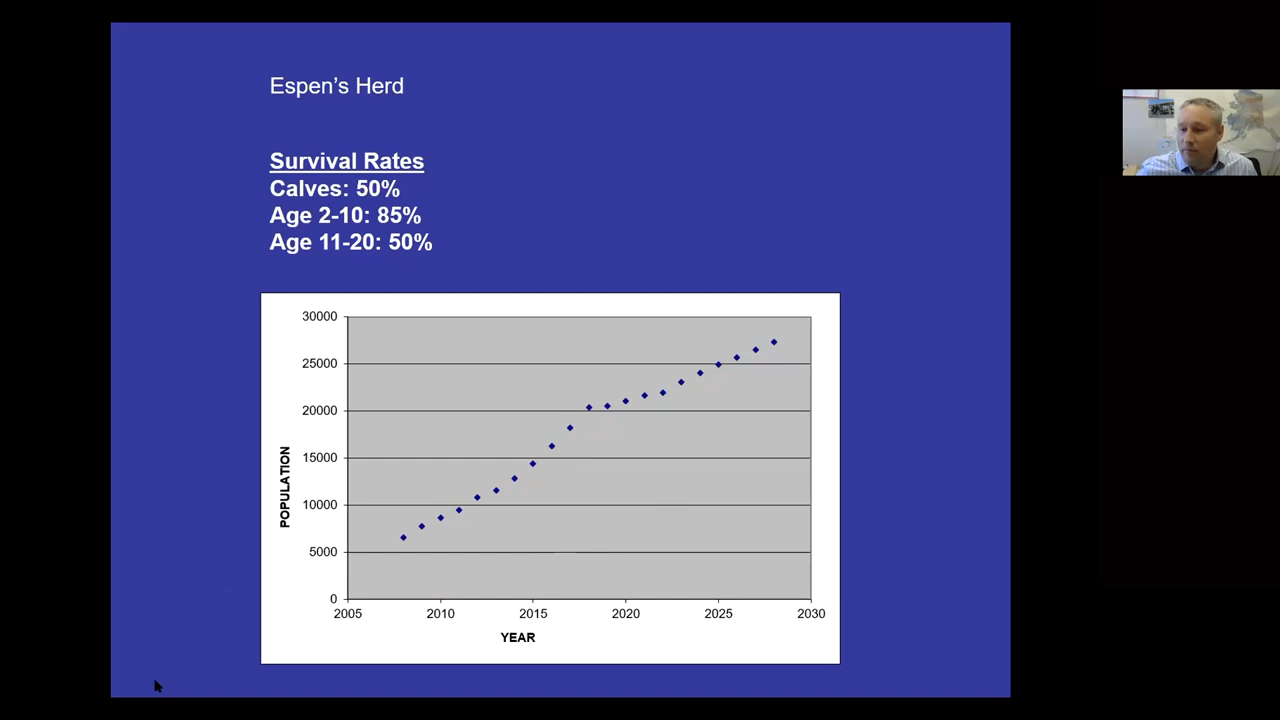 Espen's Herd
Survival Rates
Calves: 50%
Age 2-10: 85%
Age 11-20: 50%
30000
25000
20000
15000
10000
5000
0
POPULATION
2005 2010 2015 2020 2025 2030
YEAR